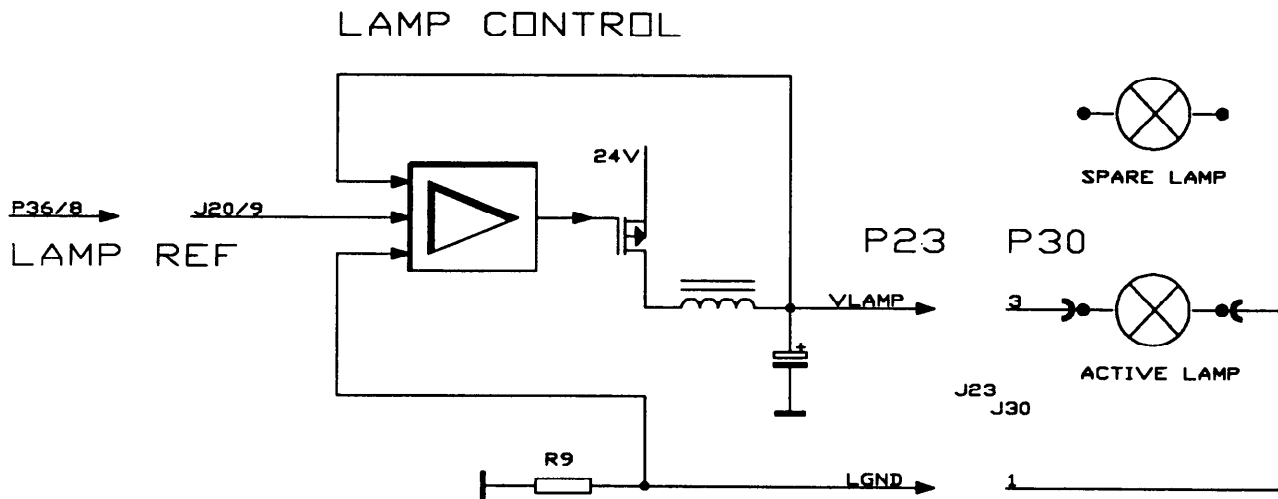 LAMP CONTROL
24V
SPARE LAMP
P36/8
J20/9
LAMP REF
P23
P30
VLAMP
3
+
ACTIVE LAMP
J23
J30
R9
LGND
1